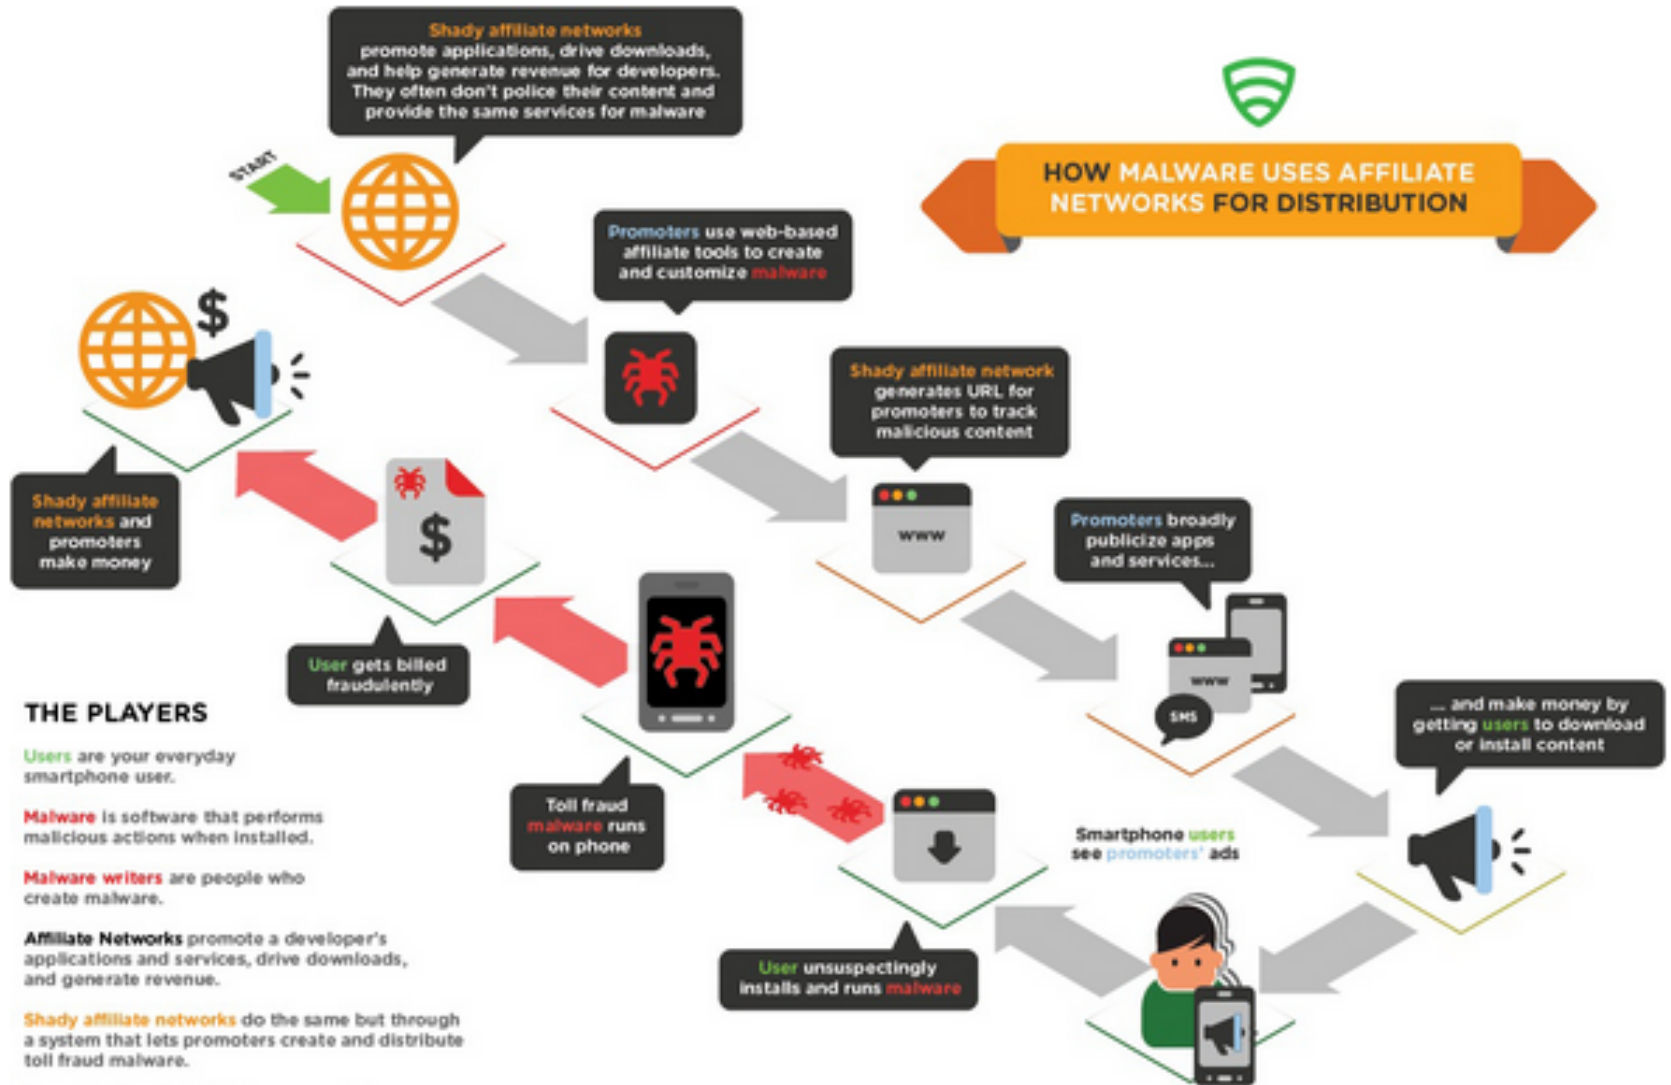 Shady affiliate networks
promote applications, drive downloads,
and help generate revenue for developers.
They often don't police their content and
provide the same services for malware
START
HOW MALWARE USES AFFILIATE
NETWORKS FOR DISTRIBUTION
Promoters use web-based
affiliate tools to create
and customize malware
$
Shady affiliate network
generates URL for
promoters to track
malicious content
www
Promoters broadly
publicize apps
and services...
www
SMS
... and make money by
getting users to download
or install content
Smartphone users
see promoters' ads
User unsuspectingly
installs and runs malware
Toll fraud
malware runs
on phone
$
User gets billed
fraudulently
Shady affiliate
networks and
promoters
make money
THE PLAYERS
Users are your everyday
smartphone user.
Malware is software that performs
malicious actions when installed.
Malware writers are people who
create malware.
Affiliate Networks promote a developer's
applications and services, drive downloads,
and generate revenue.
Shady affiliate networks do the same but through
a system that lets promoters create and distribute
toll fraud malware.